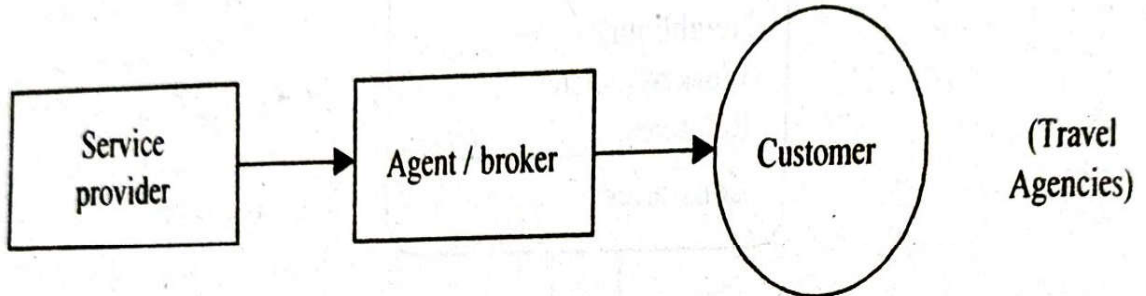 Service
provider
Agent / broker
Customer
(Travel
Agencies)